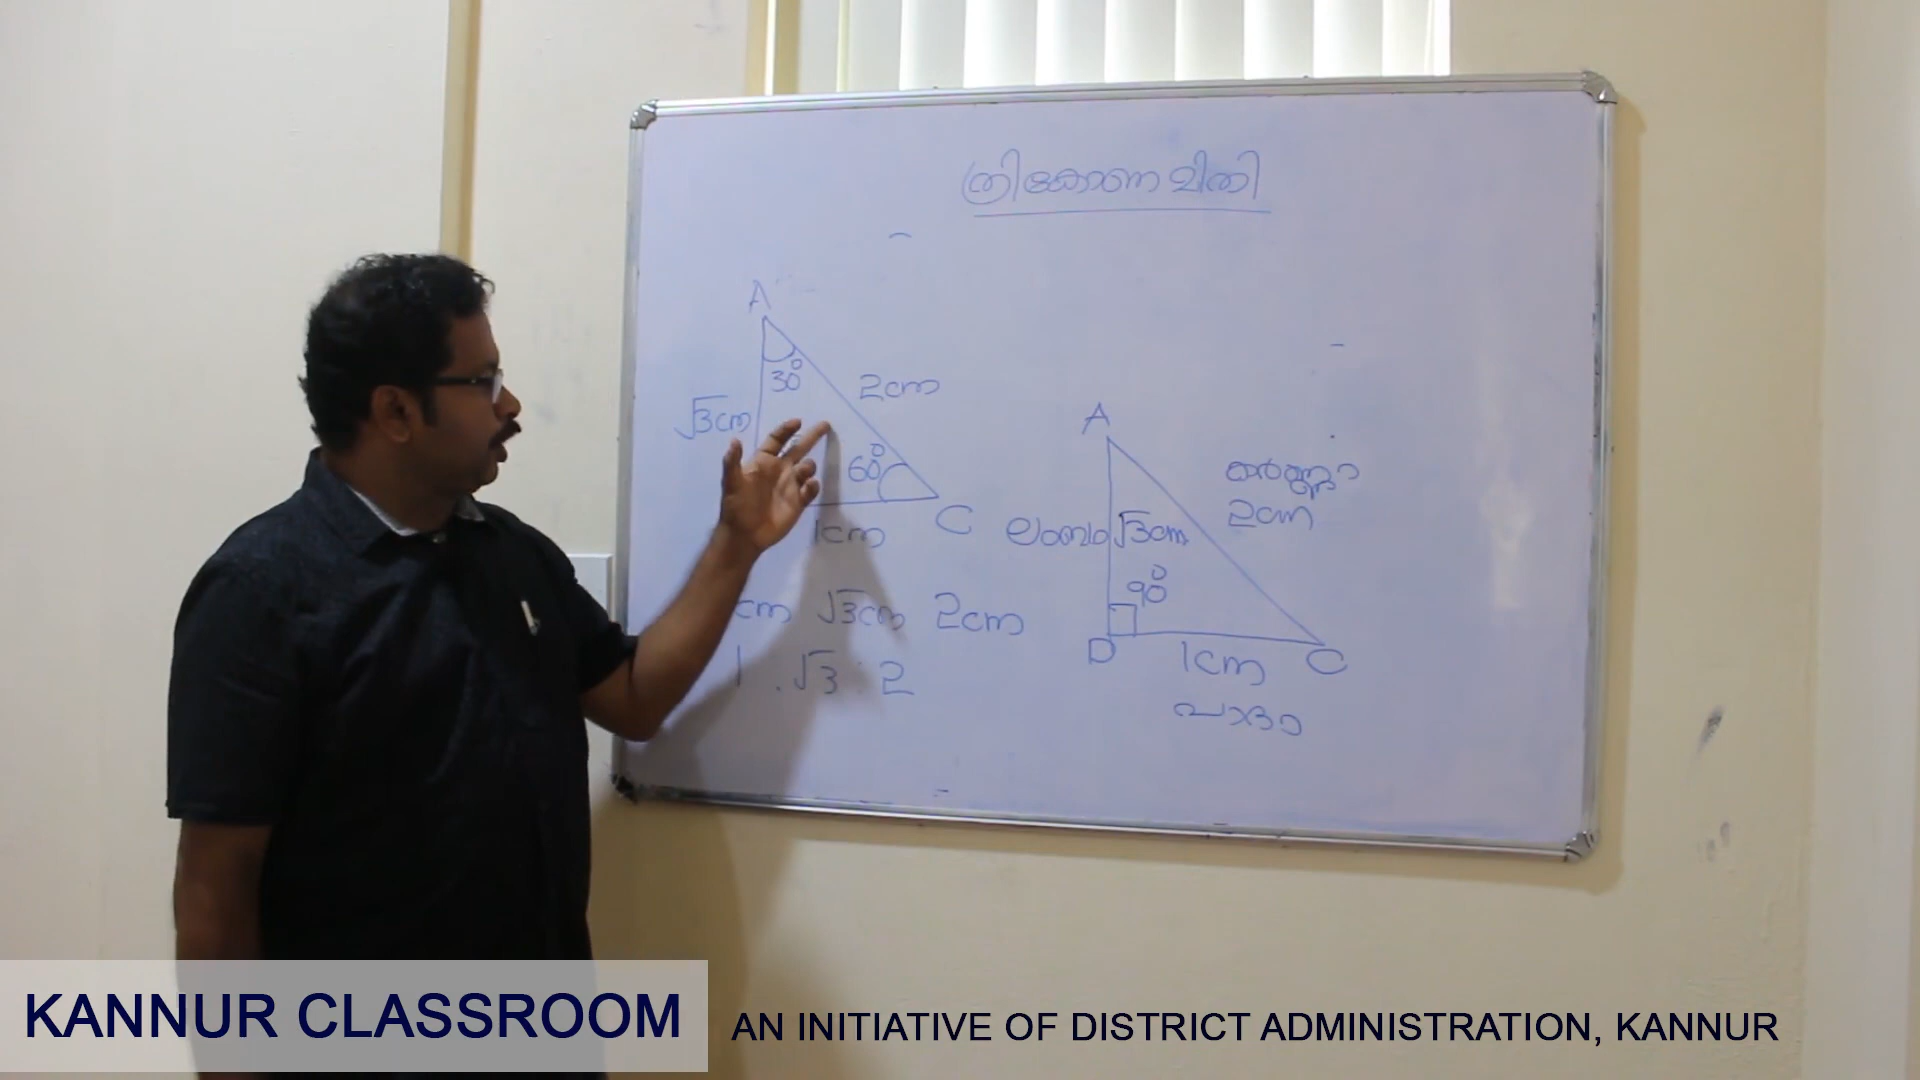 ത്രികോണമിതി
A
30°
2cm
√3cm
60°
1cm
C
cm √3cm 2cm
1 : √3 : 2
A
കർണ്ണം
2cm
ലംബം √3cm
90°
D
1cm
C
പാദം
KANNUR CLASSROOM
AN INITIATIVE OF DISTRICT ADMINISTRATION, KANNUR